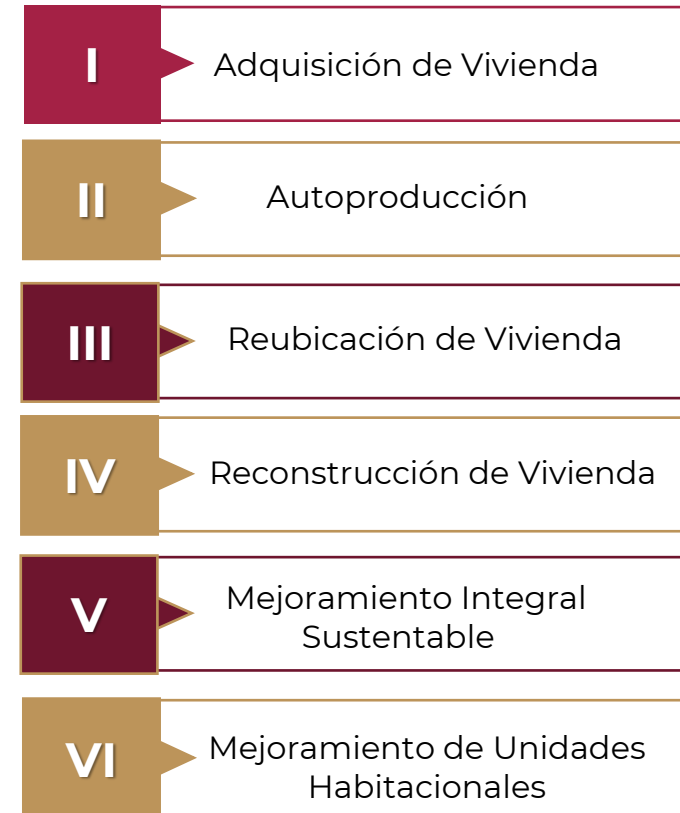 I
Adquisición de Vivienda
II
Autoproducción
III
Reubicación de Vivienda
IV
Reconstrucción de Vivienda
V
Mejoramiento Integral
Sustentable
VI
Mejoramiento de Unidades
Habitacionales